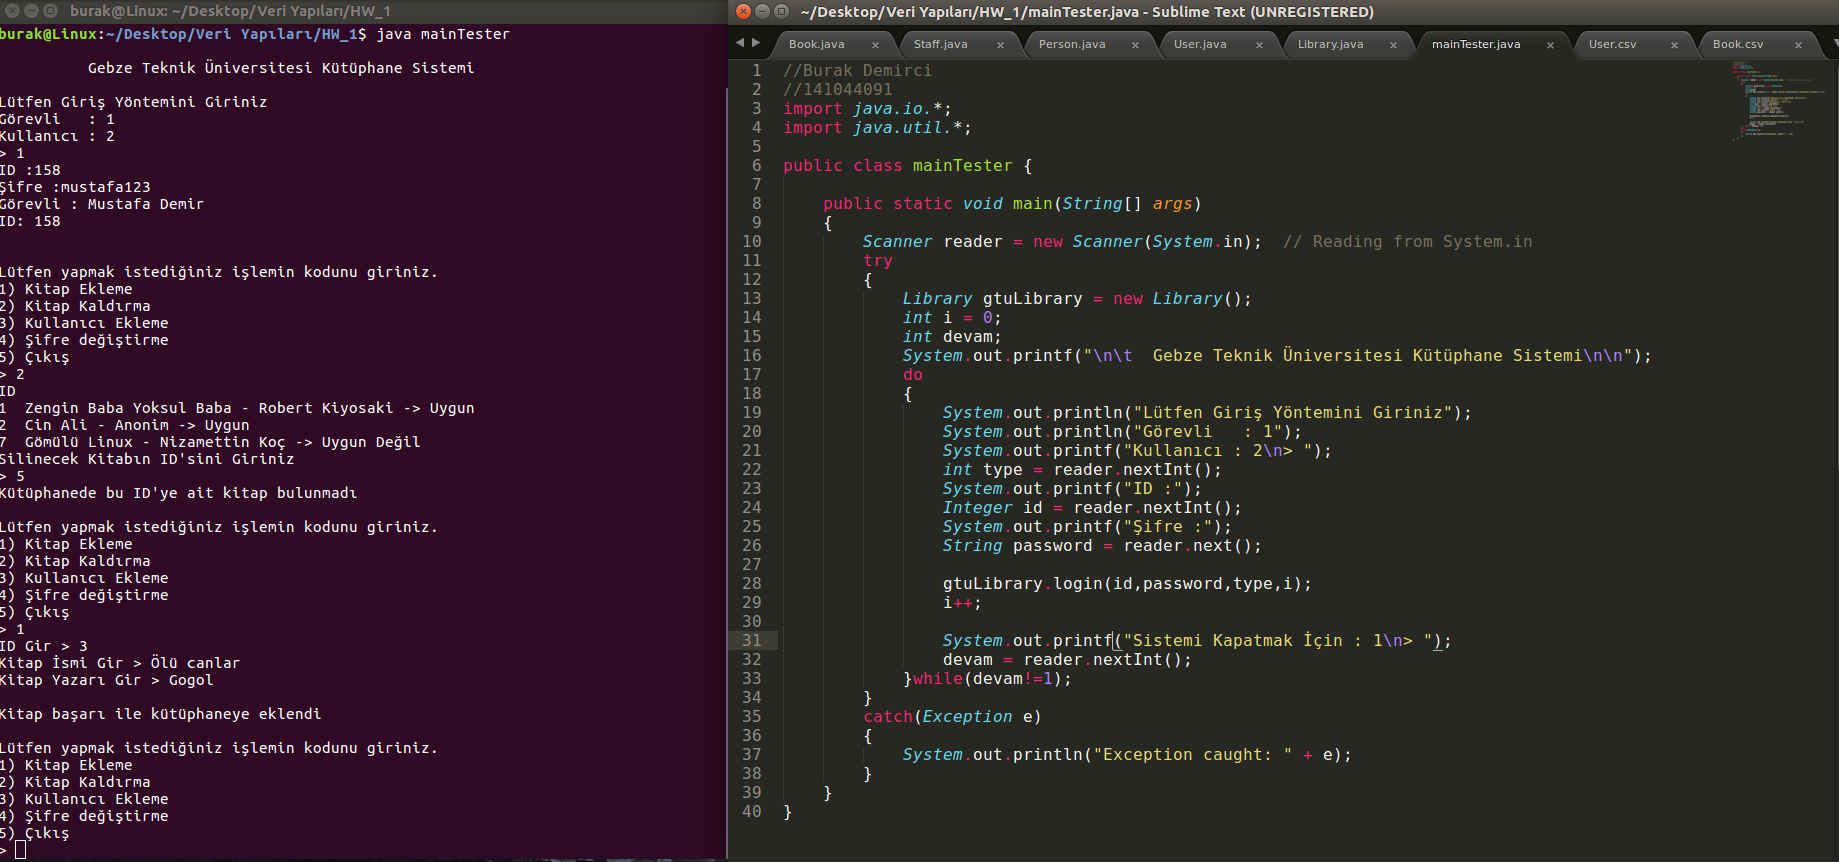 burak@Linux: ~/Desktop/Veri Yapıları/HW_1
burak@Linux:~/Desktop/Veri Yapıları/HW_1$ java mainTester
Gebze Teknik Üniversitesi Kütüphane Sistemi
Lütfen Giriş Yöntemini Giriniz
Görevli   : 1
Kullanıcı : 2
> 1
ID :158
Şifre :mustafa123
Görevli : Mustafa Demir
ID: 158
Lütfen yapmak istediğiniz işlemin kodunu giriniz.
1) Kitap Ekleme
2) Kitap Kaldırma
3) Kullanıcı Ekleme
4) Şifre değiştirme
5) Çıkış
> 2
ID
1  Zengin Baba Yoksul Baba - Robert Kiyosaki -> Uygun
2  Cin Ali - Anonim -> Uygun
7  Gömülü Linux - Nizamettin Koç -> Uygun Değil
Silinecek Kitabın ID'sini Giriniz
> 5
Kütüphanede bu ID'ye ait kitap bulunmadı
Lütfen yapmak istediğiniz işlemin kodunu giriniz.
1) Kitap Ekleme
2) Kitap Kaldırma
3) Kullanıcı Ekleme
4) Şifre değiştirme
5) Çıkış
> 1
ID Gir > 3
Kitap İsmi Gir > Ölü canlar
Kitap Yazarı Gir > Gogol
Kitap başarı ile kütüphaneye eklendi
Lütfen yapmak istediğiniz işlemin kodunu giriniz.
1) Kitap Ekleme
2) Kitap Kaldırma
3) Kullanıcı Ekleme
4) Şifre değiştirme
5) Çıkış
>
~/Desktop/Veri Yapıları/HW_1/mainTester.java - Sublime Text (UNREGISTERED)
Book.java Staff.java Person.java User.java Library.java mainTester.java User.csv Book.csv
1 //Burak Demirci
2 //141044091
3 import java.io.*;
4 import java.util.*;
5
6 public class mainTester {
7
8     public static void main(String[] args)
9     {
10         Scanner reader = new Scanner(System.in);  // Reading from System.in
11         try
12         {
13             Library gtuLibrary = new Library();
14             int i = 0;
15             int devam;
16             System.out.printf("\n\t  Gebze Teknik Üniversitesi Kütüphane Sistemi\n\n");
17             do
18             {
19                 System.out.println("Lütfen Giriş Yöntemini Giriniz");
20                 System.out.println("Görevli   : 1");
21                 System.out.printf("Kullanıcı : 2\n> ");
22                 int type = reader.nextInt();
23                 System.out.printf("ID :");
24                 Integer id = reader.nextInt();
25                 System.out.printf("Şifre :");
26                 String password = reader.next();
27
28                 gtuLibrary.login(id,password,type,i);
29                 i++;
30
31                 System.out.printf("Sistemi Kapatmak İçin : 1\n> ");
32                 devam = reader.nextInt();
33             }while(devam!=1);
34         }
35         catch(Exception e)
36         {
37             System.out.println("Exception caught: " + e);
38         }
39     }
40 }